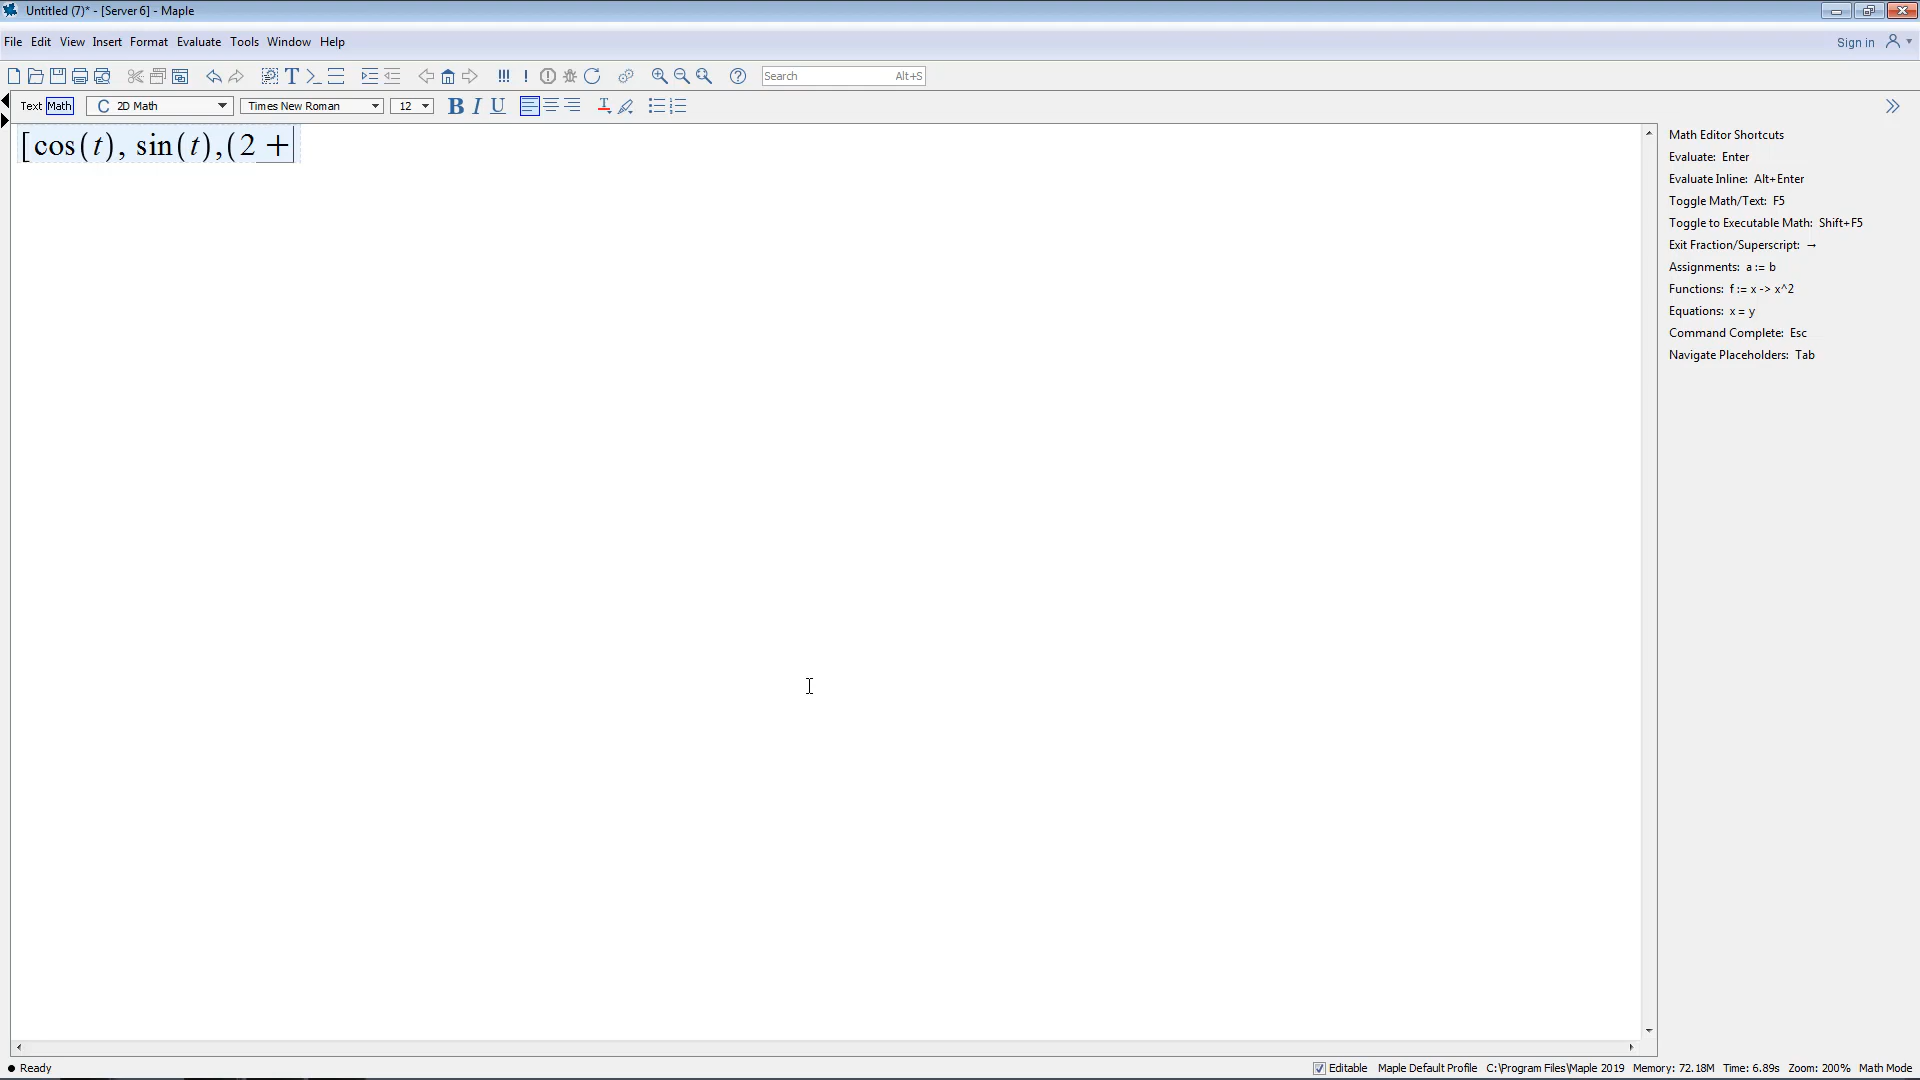 Untitled (7)* - [Server 6] - Maple
File Edit View Insert Format Evaluate Tools Window Help
Sign in
Search Alt+S
Text Math C 2D Math Times New Roman 12 B I U
[cos(t), sin(t),(2 +
Math Editor Shortcuts
Evaluate: Enter
Evaluate Inline: Alt+Enter
Toggle Math/Text: F5
Toggle to Executable Math: Shift+F5
Exit Fraction/Superscript: →
Assignments: a := b
Functions: f := x -> x^2
Equations: x = y
Command Complete: Esc
Navigate Placeholders: Tab
Ready
Editable Maple Default Profile C:\Program Files\Maple 2019 Memory: 72.18M Time: 6.89s Zoom: 200% Math Mode